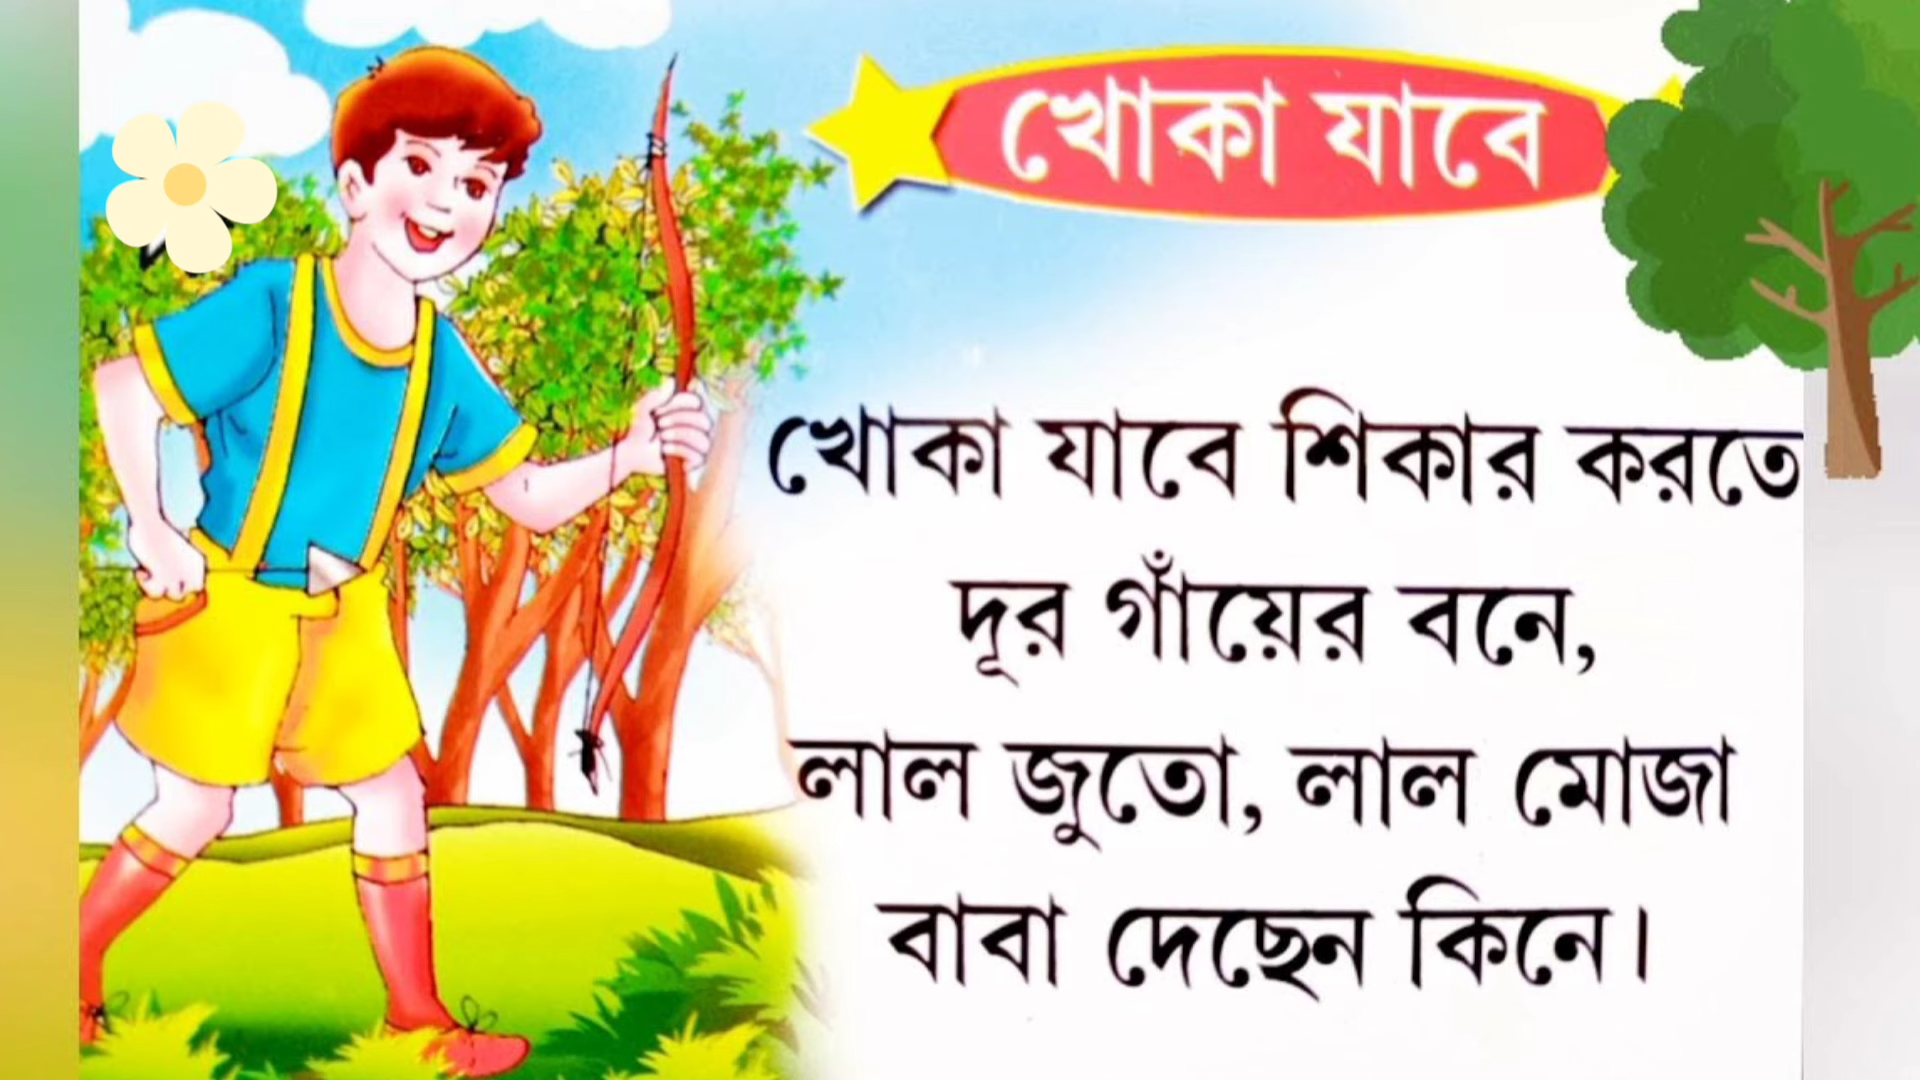 খোকা যাবে
খোকা যাবে শিকার করতে
দূর গাঁয়ের বনে,
লাল জুতো, লাল মোজা
বাবা দেছেন কিনে।